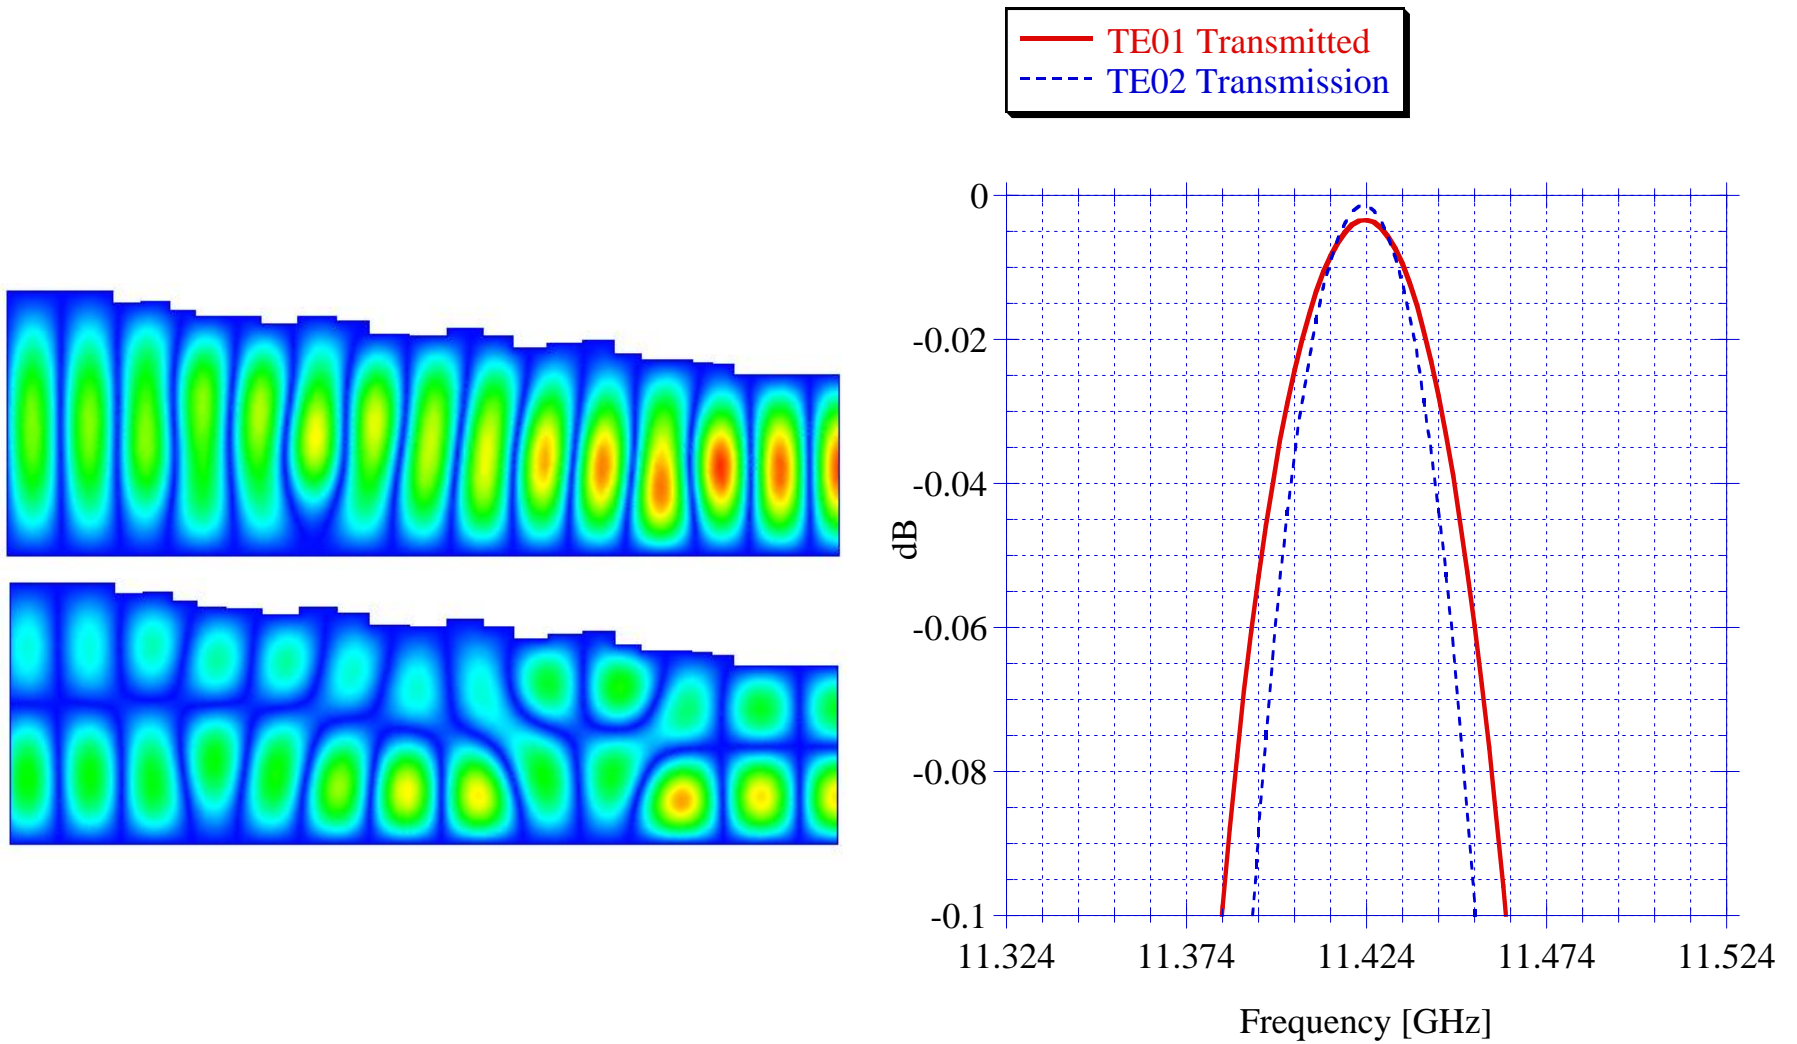 TE01 Transmitted
TE02 Transmission
0
-0.02
-0.04
dB
-0.06
-0.08
-0.1
11.324 11.374 11.424 11.474 11.524
Frequency [GHz]